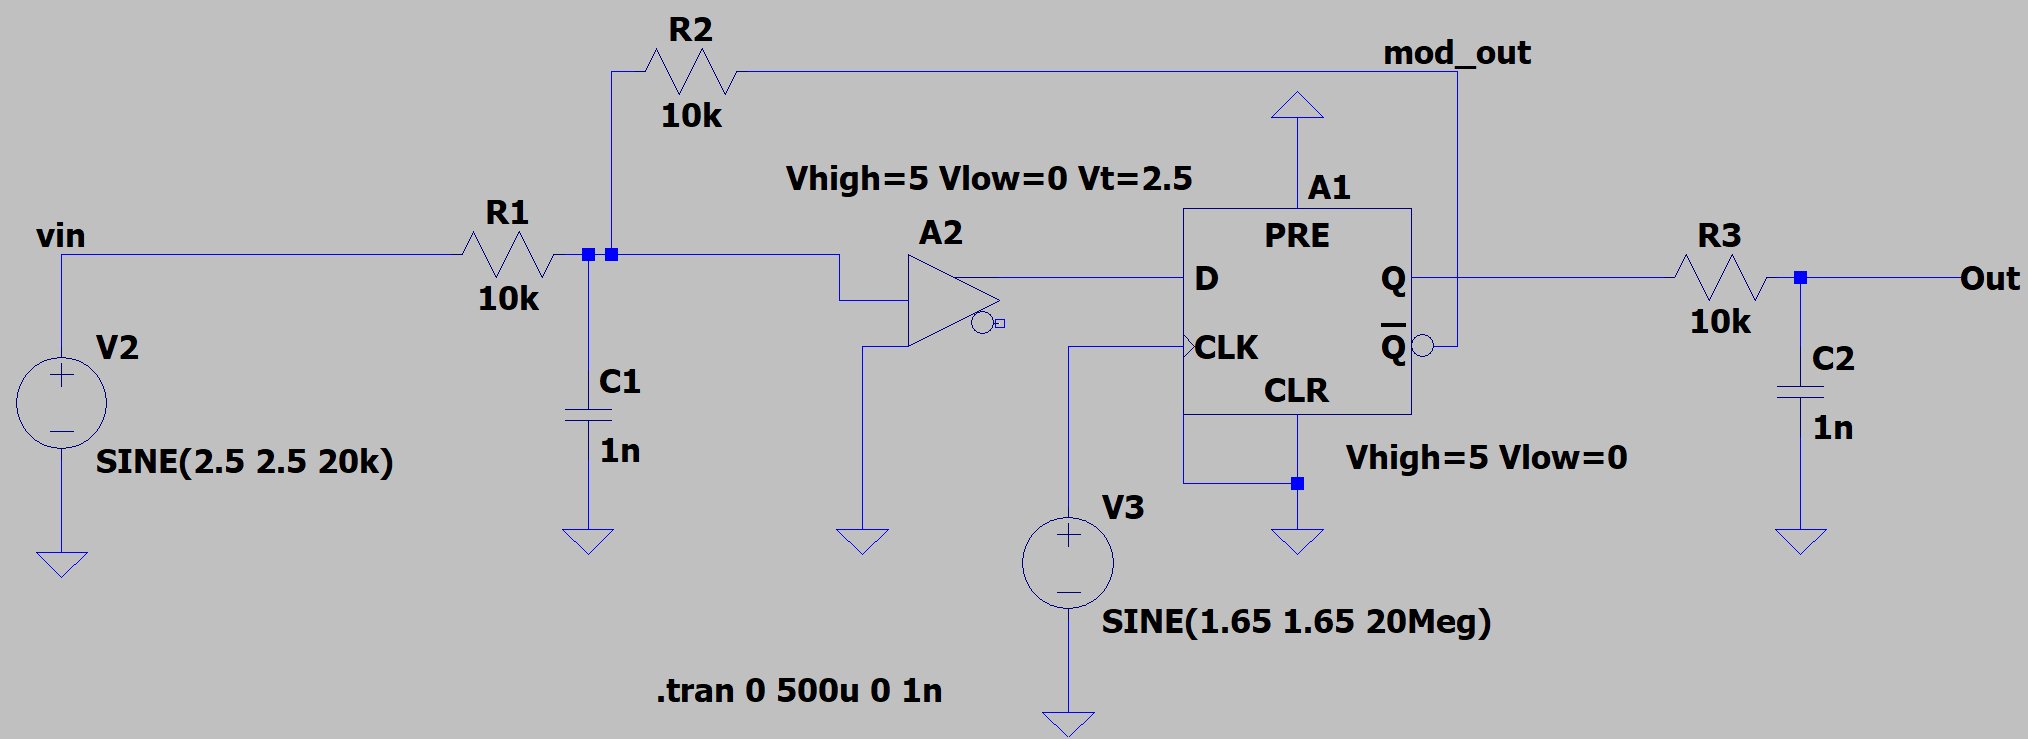 R2
10k
mod_out
Vhigh=5 Vlow=0 Vt=2.5
vin
R1
10k
A2
A1
PRE
D
Q
CLK
Q
CLR
R3
10k
Out
V2
SINE(2.5 2.5 20k)
C1
1n
C2
1n
Vhigh=5 Vlow=0
V3
SINE(1.65 1.65 20Meg)
.tran 0 500u 0 1n